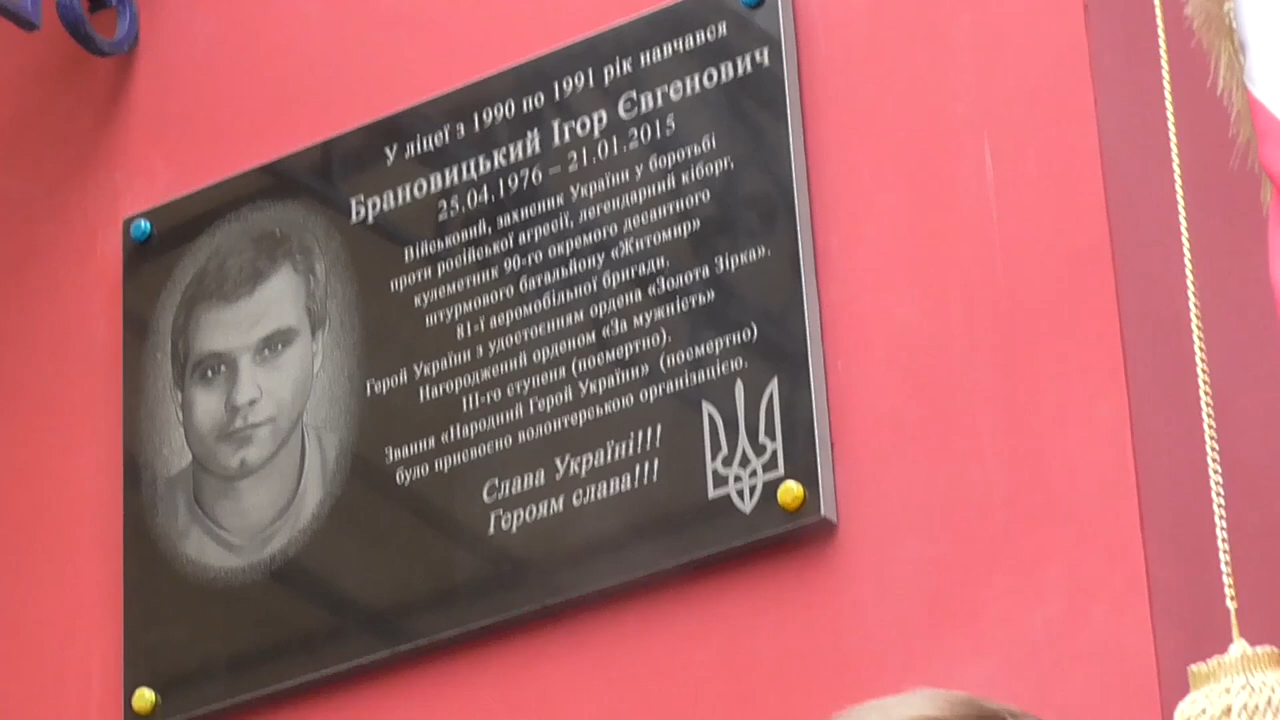 У ліцеї з 1990 по 1991 рік навчався
Брановицький Ігор Євгенович
25.04.1976 – 21.01.2015
Військовий, захисник України у боротьбі
проти російської агресії, легендарний кіборг,
кулеметник 90-го окремого десантного
штурмового батальйону «Житомир»
81-ї аеромобільної бригади.
Герой України з удостоєнням ордена «Золота Зірка».
Нагороджений орденом «За мужність»
ІІІ-го ступеня (посмертно).
Звання «Народний Герой України» (посмертно)
було присвоєно волонтерською організацією.
Слава Україні!!!
Героям слава!!!